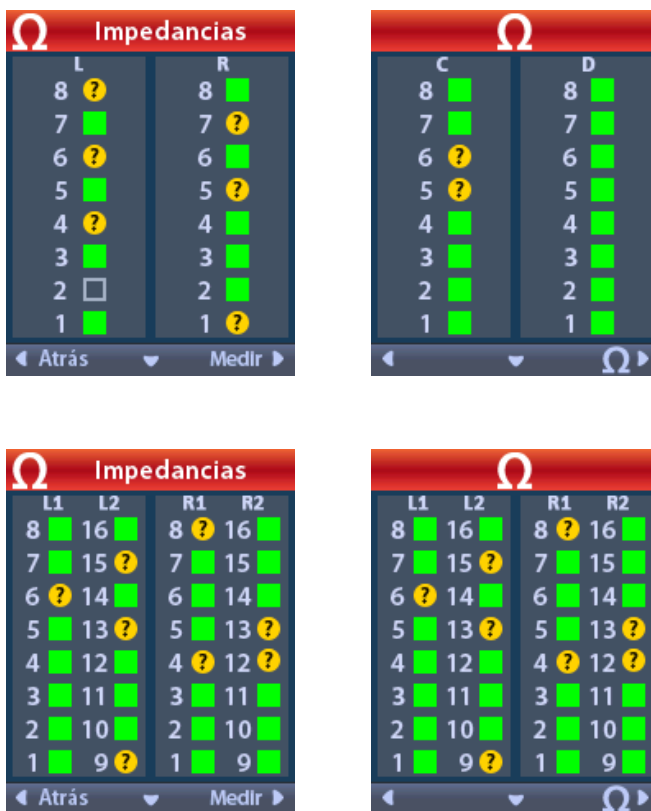 Ω Impedancias
L R
8 ? 8
7 7 ?
6 ? 6
5 5 ?
4 ? 4
3 3
2 2
1 1 ?
Atrás Medir
Ω
C D
8 8
7 7
6 ? 6
5 ? 5
4 4
3 3
2 2
1 1
Ω
Ω Impedancias
L1 L2 R1 R2
8 16 8 ? 16
7 15 ? 7 15
6 ? 14 6 14
5 13 ? 5 13 ?
4 12 4 ? 12 ?
3 11 3 11
2 10 2 10
1 9 ? 1 9
Atrás Medir
Ω
L1 L2 R1 R2
8 16 8 ? 16
7 15 ? 7 15
6 ? 14 6 14
5 13 ? 5 13 ?
4 12 4 ? 12 ?
3 11 3 11
2 10 2 10
1 9 ? 1 9
Ω